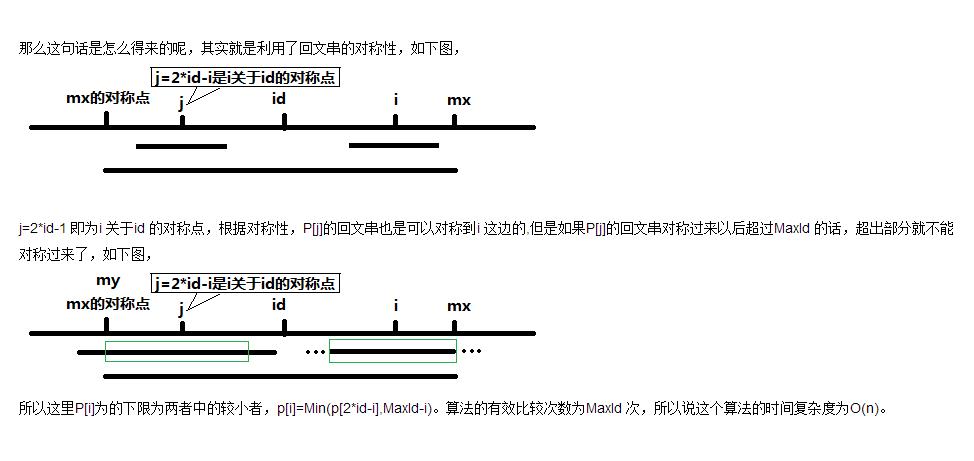 那么这句话是怎么得来的呢，其实就是利用了回文串的对称性，如下图，
j=2*id-i是i关于id的对称点
mx的对称点 j id i mx
j=2*id-1 即为i 关于id 的对称点，根据对称性，P[j]的回文串也是可以对称到i 这边的,但是如果P[j]的回文串对称过来以后超过MaxId 的话，超出部分就不能
对称过来了，如下图，
my j=2*id-i是i关于id的对称点
mx的对称点 j id i mx
所以这里P[i]为的下限为两者中的较小者，p[i]=Min(p[2*id-i],MaxId-i)。算法的有效比较次数为MaxId 次，所以说这个算法的时间复杂度为O(n)。